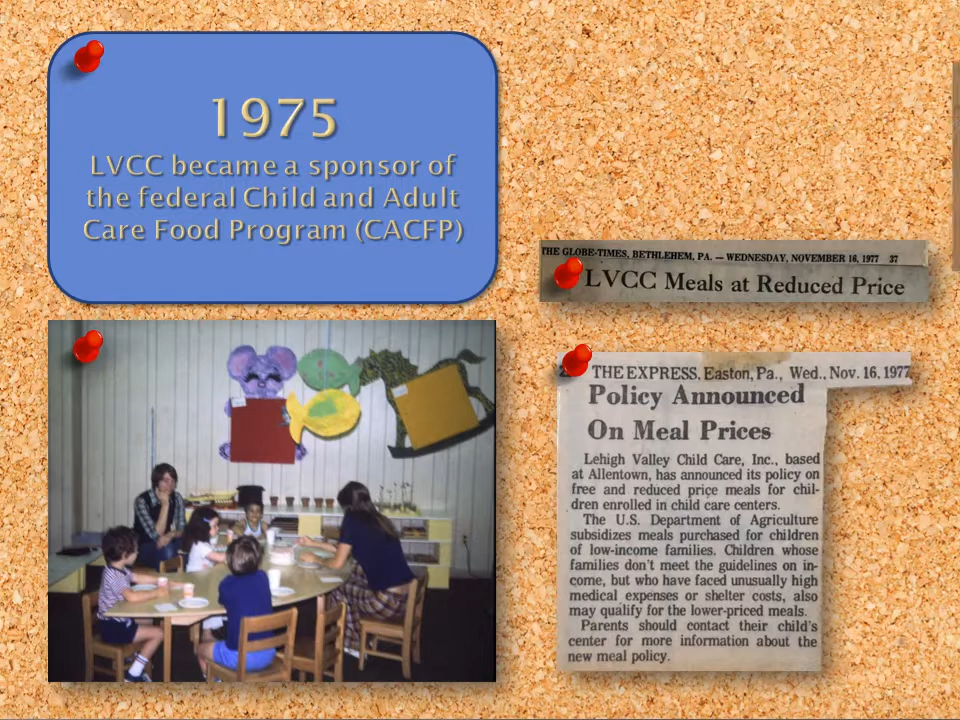 1975
LVCC became a sponsor of
the federal Child and Adult
Care Food Program (CACFP)
THE GLOBE-TIMES, BETHLEHEM, PA. — WEDNESDAY, NOVEMBER 16, 1977 37
LVCC Meals at Reduced Price
THE EXPRESS, Easton, Pa., Wed., Nov. 16, 1977
Policy Announced
On Meal Prices
Lehigh Valley Child Care, Inc., based
at Allentown, has announced its policy on
free and reduced price meals for chil-
dren enrolled in child care centers.
The U.S. Department of Agriculture
subsidizes meals purchased for children
of low-income families. Children whose
families don't meet the guidelines on in-
come, but who have faced unusually high
medical expenses or shelter costs, also
may qualify for the lower-priced meals.
Parents should contact their child's
center for more information about the
new meal policy.